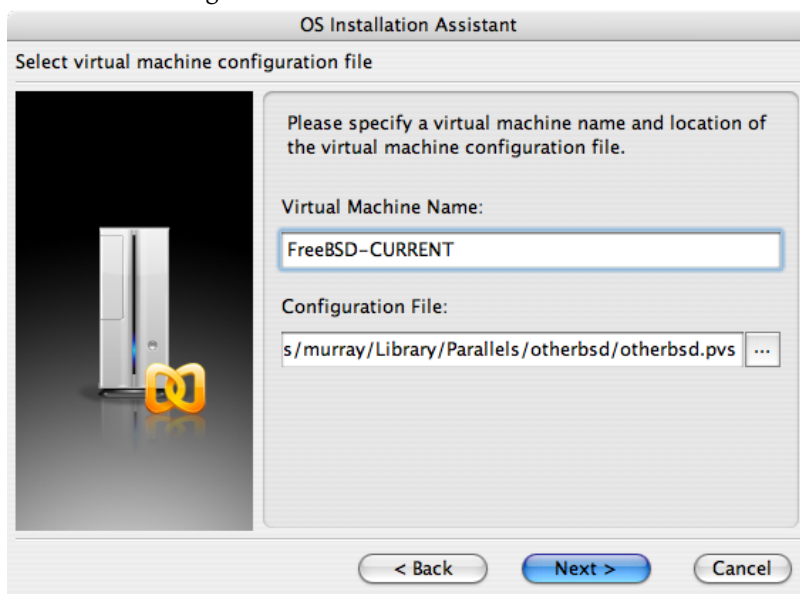 OS Installation Assistant
Select virtual machine configuration file
Please specify a virtual machine name and location of
the virtual machine configuration file.
Virtual Machine Name:
FreeBSD-CURRENT
Configuration File:
s/murray/Library/Parallels/otherbsd/otherbsd.pvs ...
< Back Next > Cancel